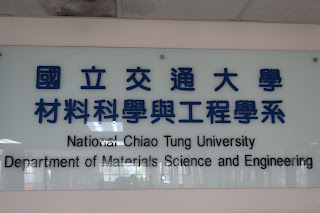 國立交通大學
材料科學與工程學系
National Chiao Tung University
Department of Materials Science and Engineering